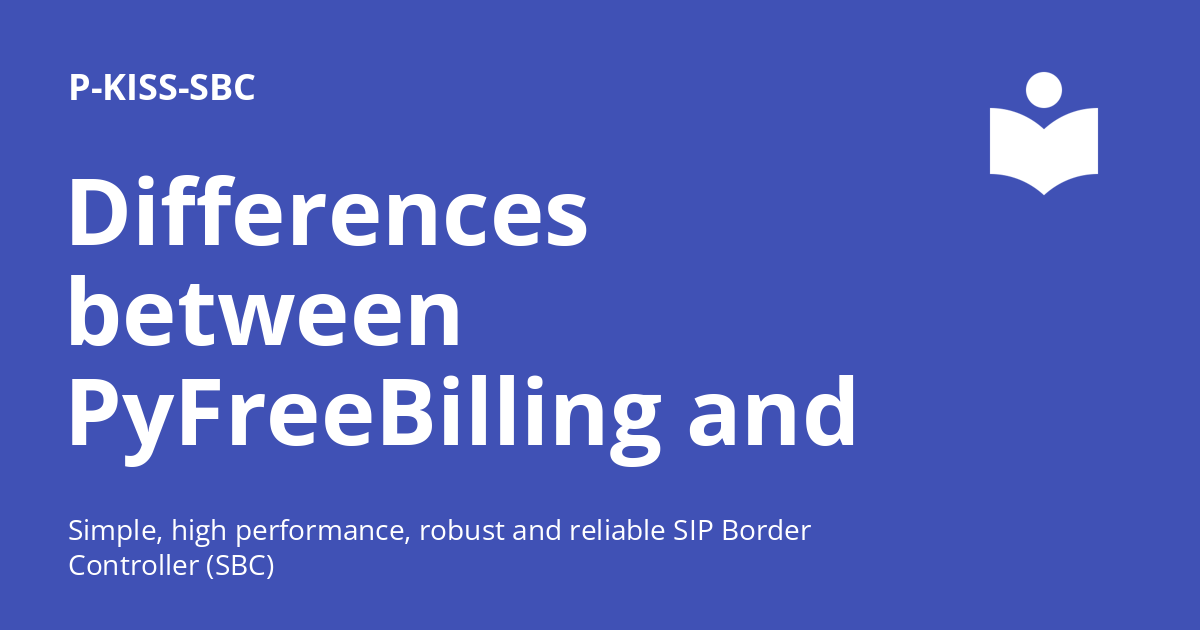 P-KISS-SBC
Differences
between
PyFreeBilling and
Simple, high performance, robust and reliable SIP Border
Controller (SBC)